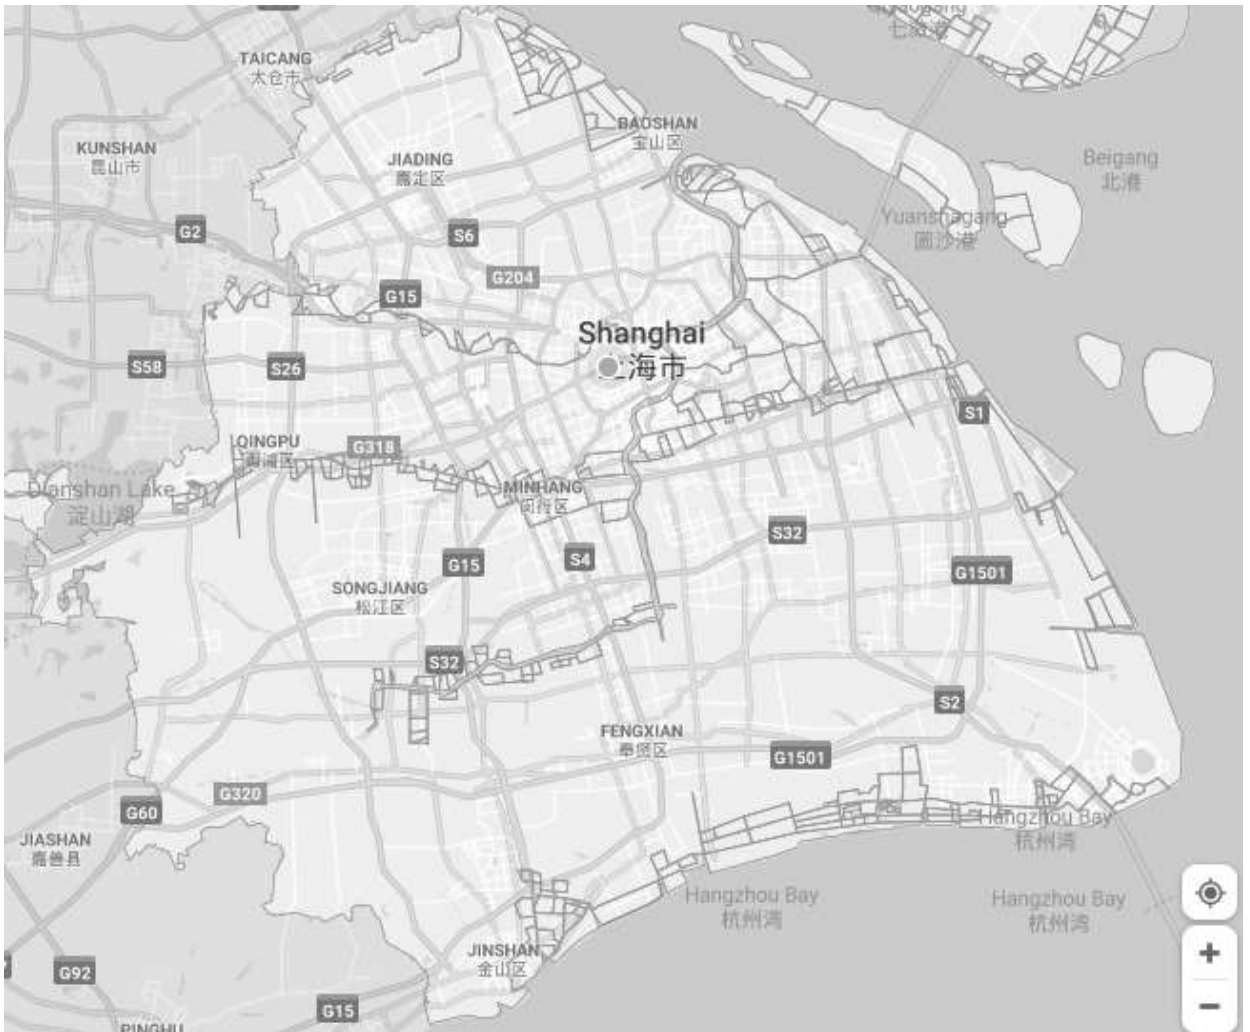 TAICANG
太仓市
BAOSHAN
宝山区
KUNSHAN
昆山市
JIADING
嘉定区
Beigang
北港
Yuanshagang
圆沙港
G2
S6
G204
G15
Shanghai
上海市
S58
S26
S1
QINGPU
青浦区
G318
Dianshan Lake
淀山湖
MINHANG
闵行区
S32
G15
S4
G1501
SONGJIANG
松江区
S32
S2
FENGXIAN
奉贤区
G1501
G320
G60
JIASHAN
嘉善县
Hangzhou Bay
杭州湾
Hangzhou Bay
杭州湾
Hangzhou Bay
杭州湾
JINSHAN
金山区
G92
G15
PINGHU